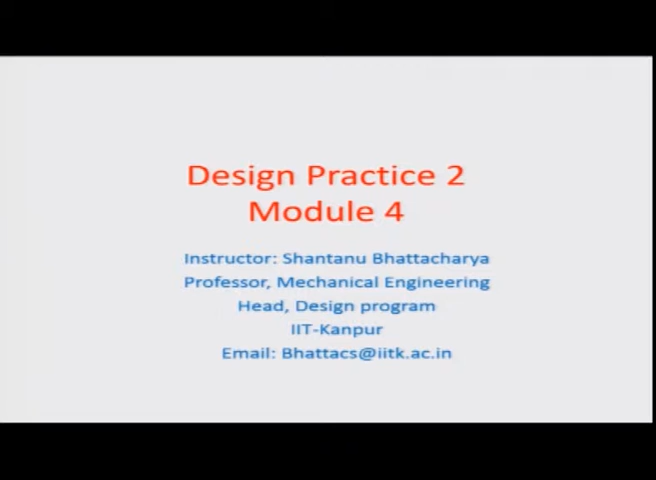 Design Practice 2
Module 4
Instructor: Shantanu Bhattacharya
Professor, Mechanical Engineering
Head, Design program
IIT-Kanpur
Email: Bhattacs@iitk.ac.in